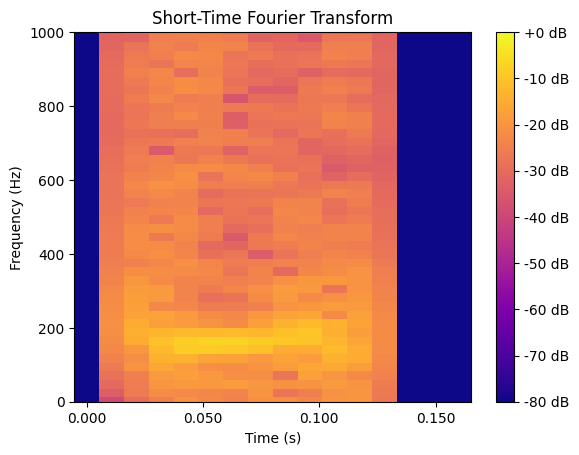 Short-Time Fourier Transform
1000
800
600
400
200
0
Frequency (Hz)
0.000
0.050
0.100
0.150
Time (s)
+0 dB
-10 dB
-20 dB
-30 dB
-40 dB
-50 dB
-60 dB
-70 dB
-80 dB